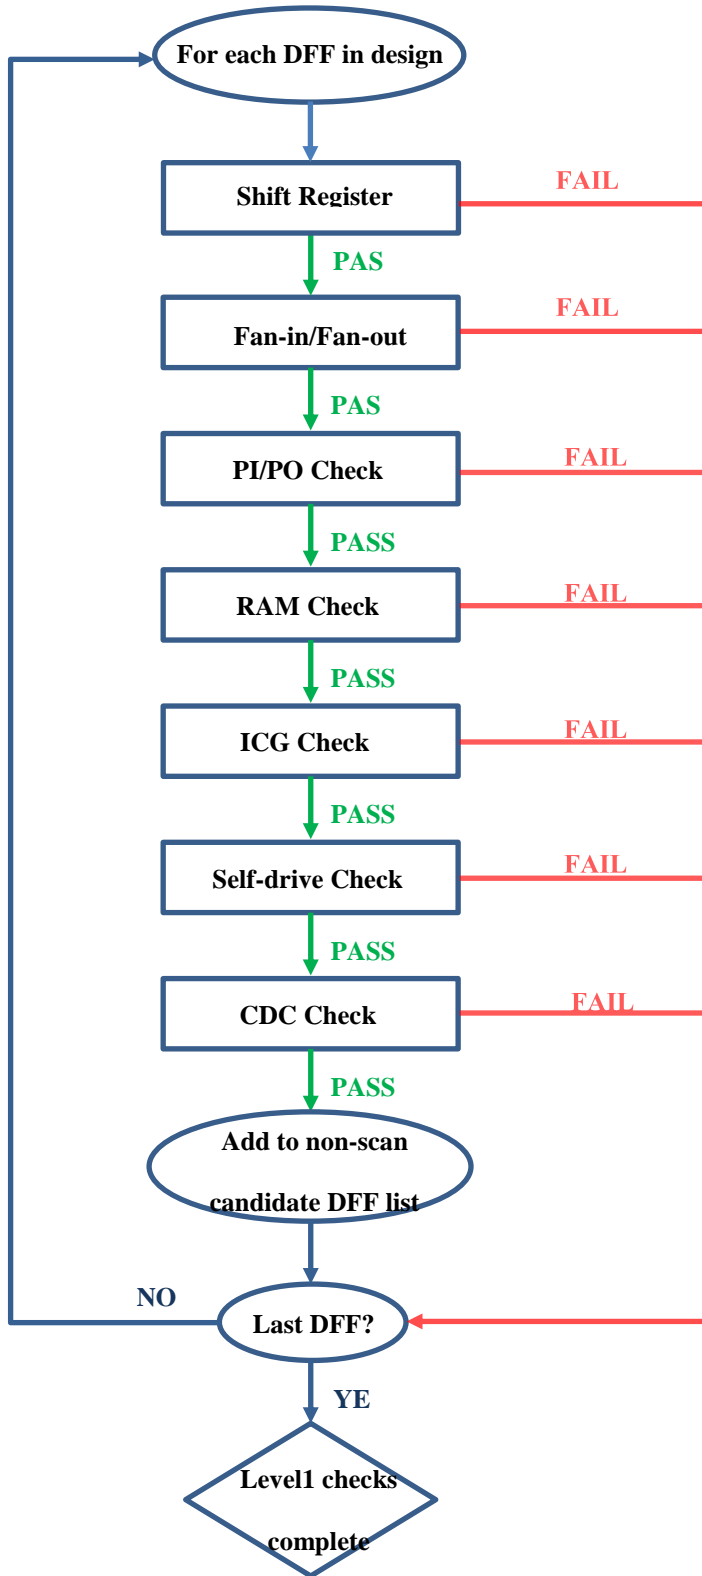 For each DFF in design
Shift Register
FAIL
PAS
Fan-in/Fan-out
FAIL
PAS
PI/PO Check
FAIL
PASS
RAM Check
FAIL
PASS
ICG Check
FAIL
PASS
Self-drive Check
FAIL
PASS
CDC Check
FAIL
PASS
Add to non-scan
candidate DFF list
NO
Last DFF?
YE
Level1 checks
complete